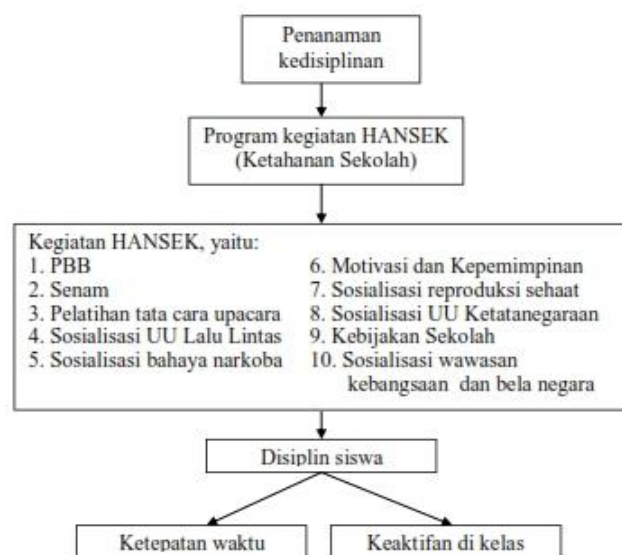 Penanaman
kedisiplinan
Program kegiatan HANSEK
(Ketahanan Sekolah)
Kegiatan HANSEK, yaitu:
1. PBB
2. Senam
3. Pelatihan tata cara upacara
4. Sosialisasi UU Lalu Lintas
5. Sosialisasi bahaya narkoba
6. Motivasi dan Kepemimpinan
7. Sosialisasi reproduksi sehaat
8. Sosialisasi UU Ketatanegaraan
9. Kebijakan Sekolah
10. Sosialisasi wawasan
kebangsaan dan bela negara
Disiplin siswa
Ketepatan waktu
Keaktifan di kelas